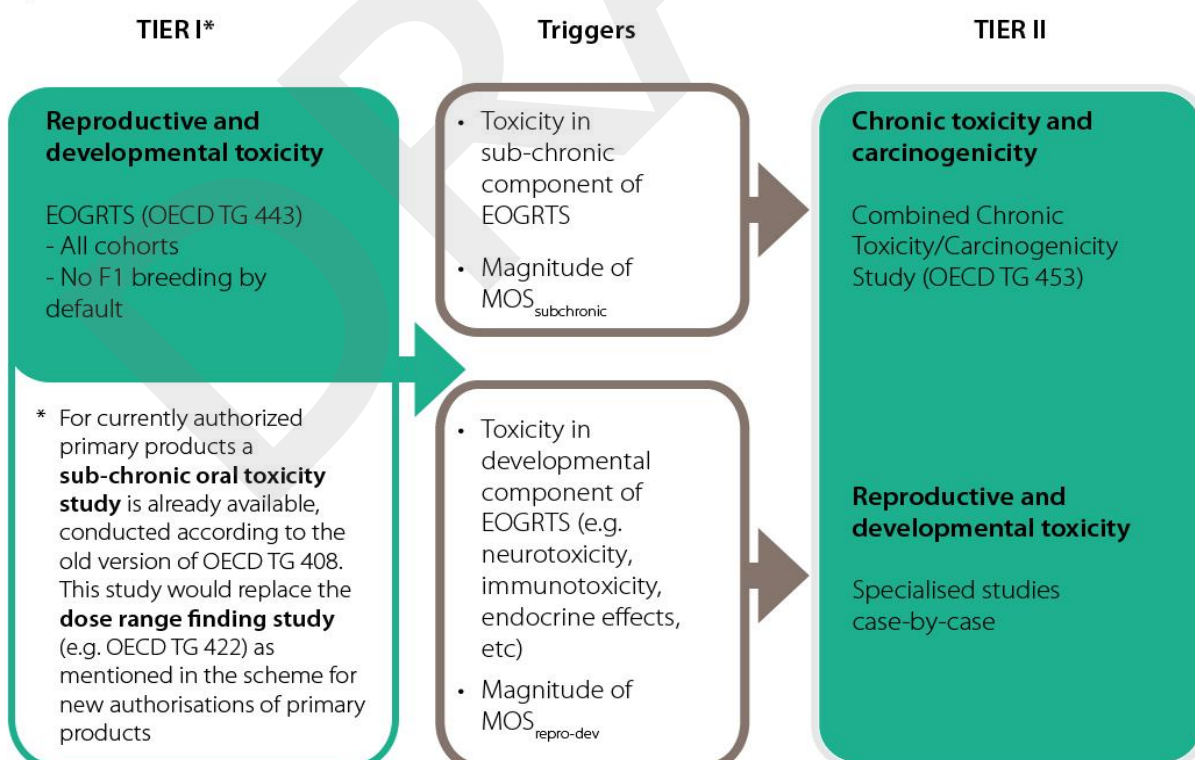 TIER I*
Reproductive and
developmental toxicity
EOGRTS (OECD TG 443)
- All cohorts
- No F1 breeding by
default
* For currently authorized
primary products a
sub-chronic oral toxicity
study is already available,
conducted according to the
old version of OECD TG 408.
This study would replace the
dose range finding study
(e.g. OECD TG 422) as
mentioned in the scheme for
new authorisations of primary
products
Triggers
• Toxicity in
sub-chronic
component of
EOGRTS
• Magnitude of
MOSsubchronic
• Toxicity in
developmental
component of
EOGRTS (e.g.
neurotoxicity,
immunotoxicity,
endocrine effects,
etc)
• Magnitude of
MOSrepro-dev
TIER II
Chronic toxicity and
carcinogenicity
Combined Chronic
Toxicity/Carcinogenicity
Study (OECD TG 453)
Reproductive and
developmental toxicity
Specialised studies
case-by-case